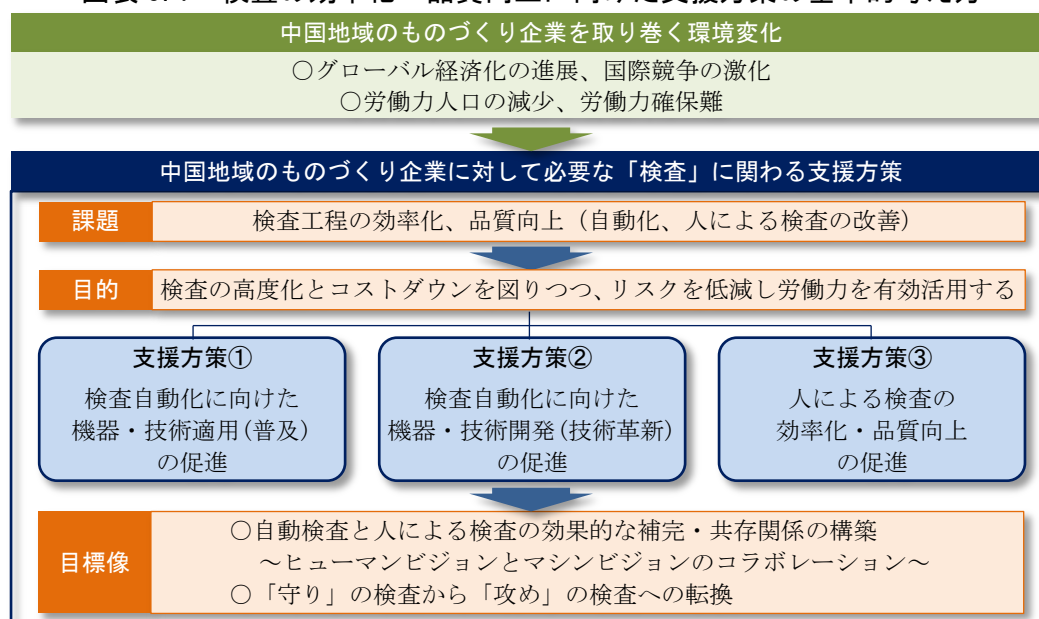 中国地域のものづくり企業を取り巻く環境変化
○グローバル経済化の進展、国際競争の激化
○労働力人口の減少、労働力確保難
中国地域のものづくり企業に対して必要な「検査」に関わる支援方策
課題
検査工程の効率化、品質向上（自動化、人による検査の改善）
目的
検査の高度化とコストダウンを図りつつ、リスクを低減し労働力を有効活用する
支援方策①
検査自動化に向けた
機器・技術適用(普及)
の促進
支援方策②
検査自動化に向けた
機器・技術開発(技術革新)
の促進
支援方策③
人による検査の
効率化・品質向上
の促進
目標像
○自動検査と人による検査の効果的な補完・共存関係の構築
～ヒューマンビジョンとマシンビジョンのコラボレーション～
○「守り」の検査から「攻め」の検査への転換